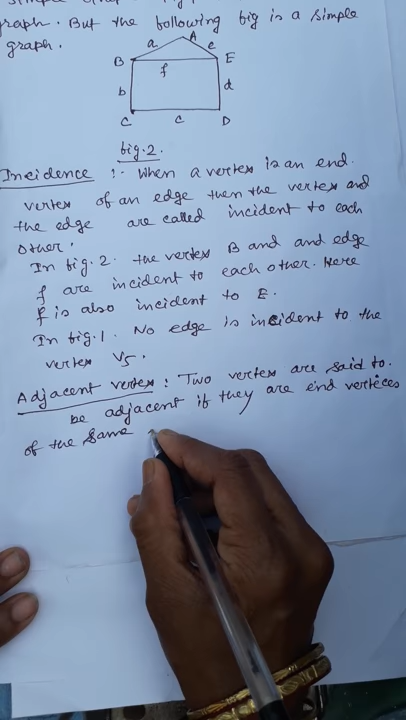 graph. But the following fig is a simple
graph.
A
a
e
B
E
f
b
d
C
c
D
fig.2.
Incidence :- When a vertex is an end.
vertex of an edge then the vertex and
the edge are called incident to each
other.
In fig. 2. the vertex B and and edge
f are incident to each other. Here
f is also incident to E.
In fig. 1. No edge is incident to the
vertex V5.
Adjacent vertex : Two vertex are said to.
be adjacent if they are end vertices
of the same